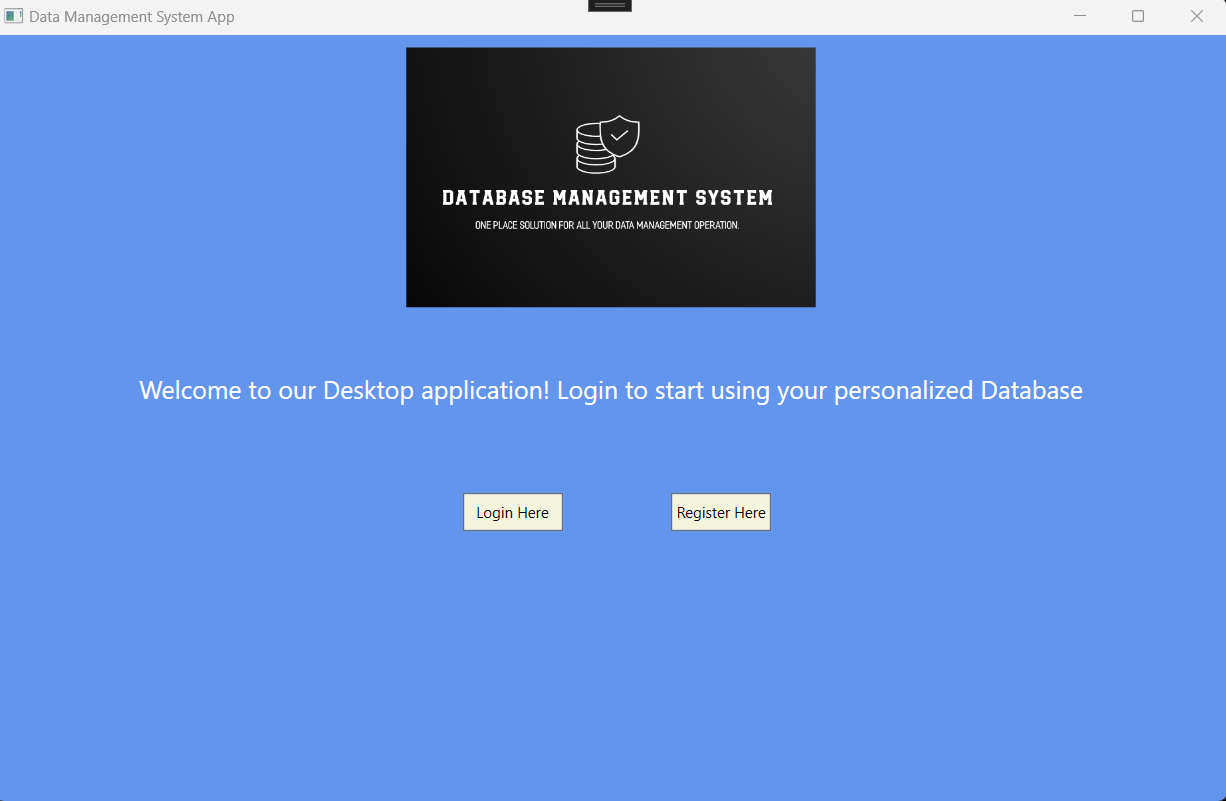 Data Management System App
DATABASE MANAGEMENT SYSTEM
ONE PLACE SOLUTION FOR ALL YOUR DATA MANAGEMENT OPERATION.
Welcome to our Desktop application! Login to start using your personalized Database
Login Here
Register Here